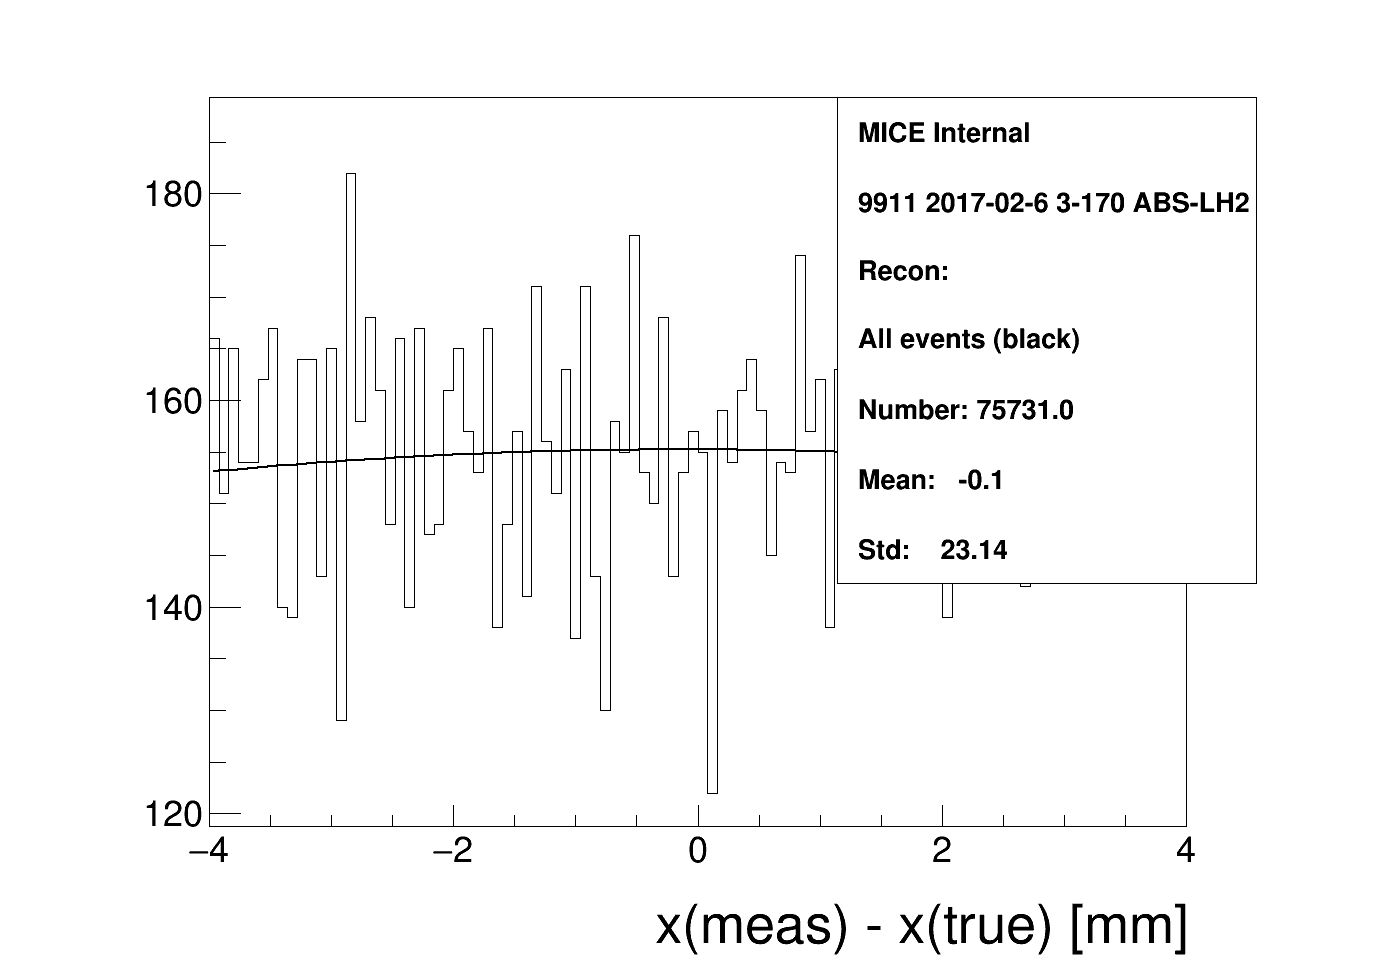 MICE Internal
9911 2017-02-6 3-170 ABS-LH2
Recon:
All events (black)
Number: 75731.0
Mean: -0.1
Std: 23.14
180
160
140
120
−4 −2 0 2 4
x(meas) - x(true) [mm]